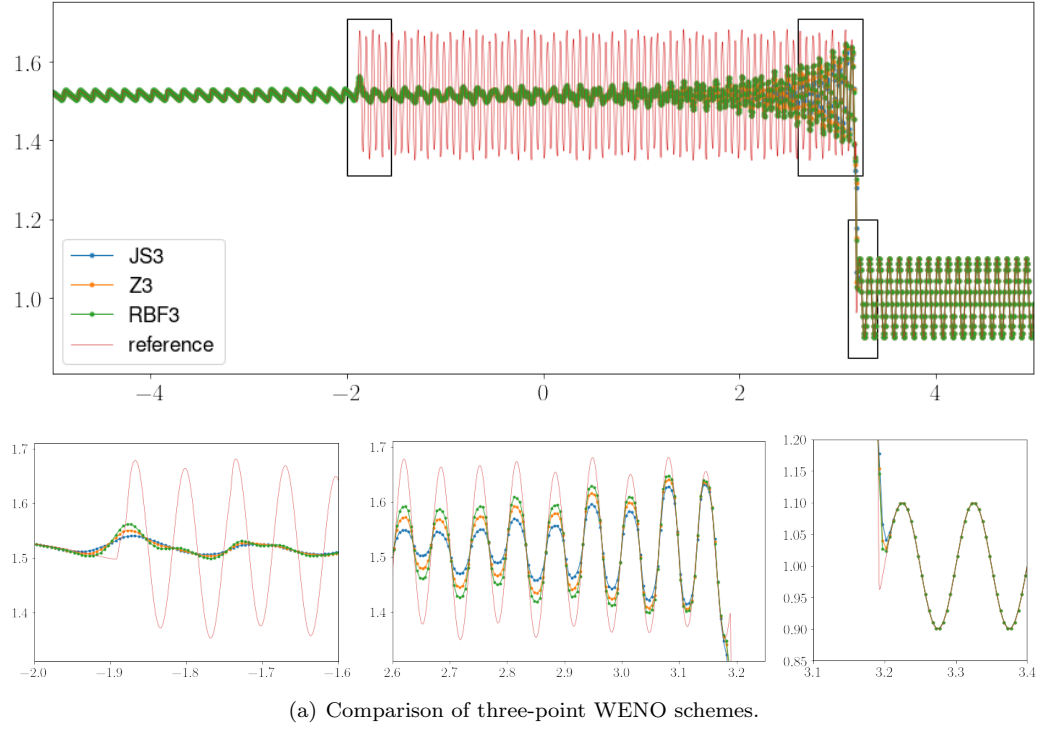 1.6
1.4
1.2
1.0
JS3
Z3
RBF3
reference
−4 −2 0 2 4
1.7
1.6
1.5
1.4
−2.0 −1.9 −1.8 −1.7 −1.6
1.7
1.6
1.5
1.4
2.6 2.7 2.8 2.9 3.0 3.1 3.2
1.20
1.15
1.10
1.05
1.00
0.95
0.90
0.85
3.1 3.2 3.3 3.4
(a) Comparison of three-point WENO schemes.